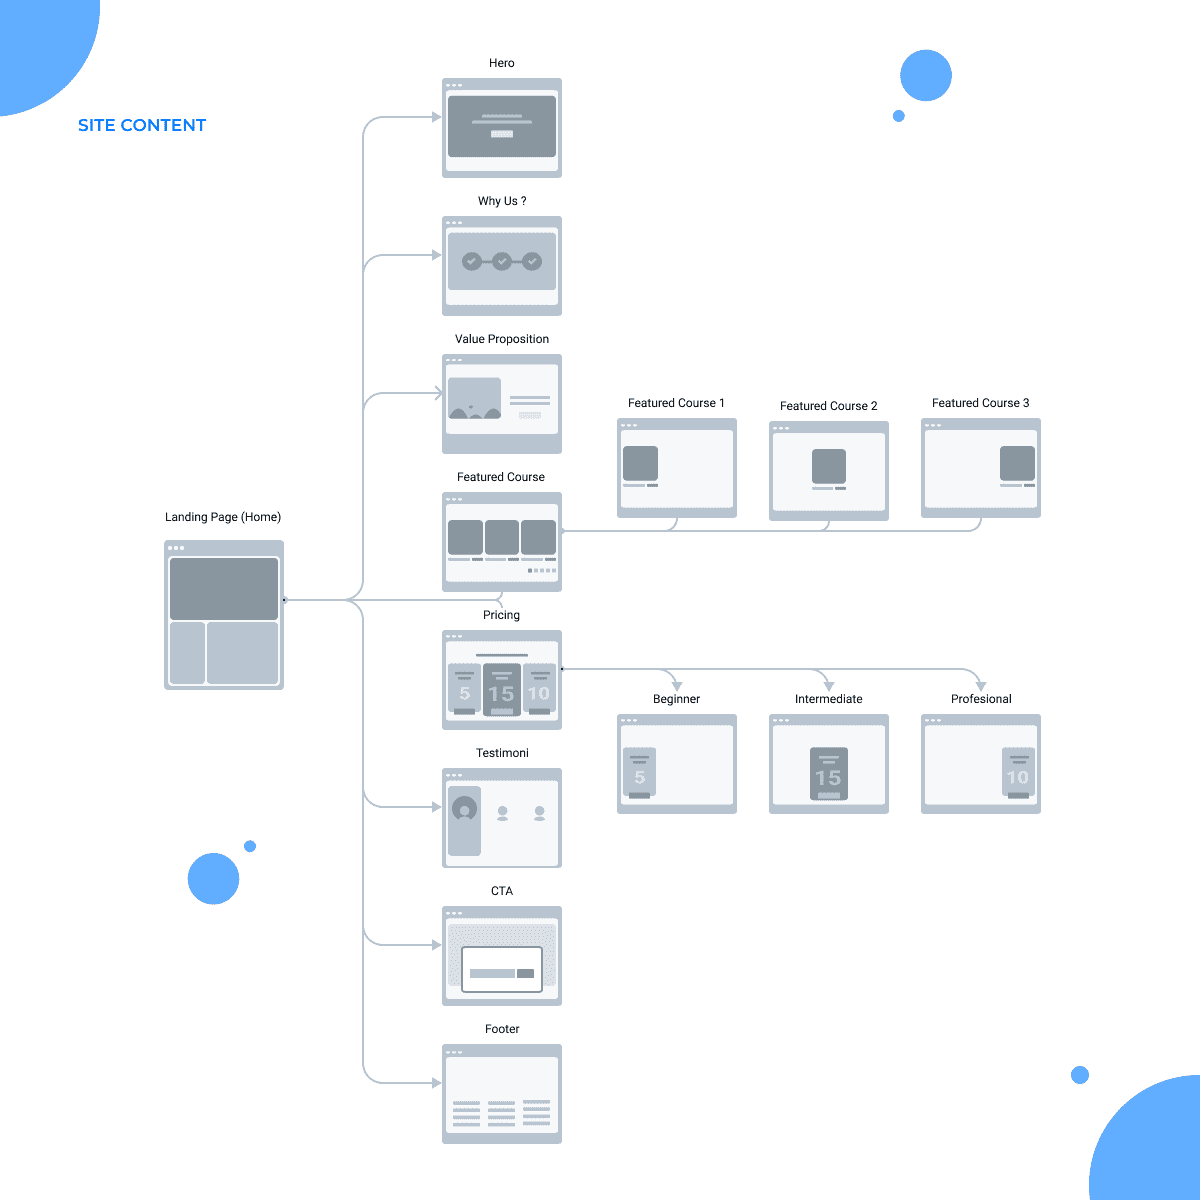 SITE CONTENT
Hero
Why Us ?
Value Proposition
Featured Course 1
Featured Course 2
Featured Course 3
Featured Course
Landing Page (Home)
Pricing
5
15
10
Beginner
Intermediate
Profesional
5
15
10
Testimoni
CTA
Footer